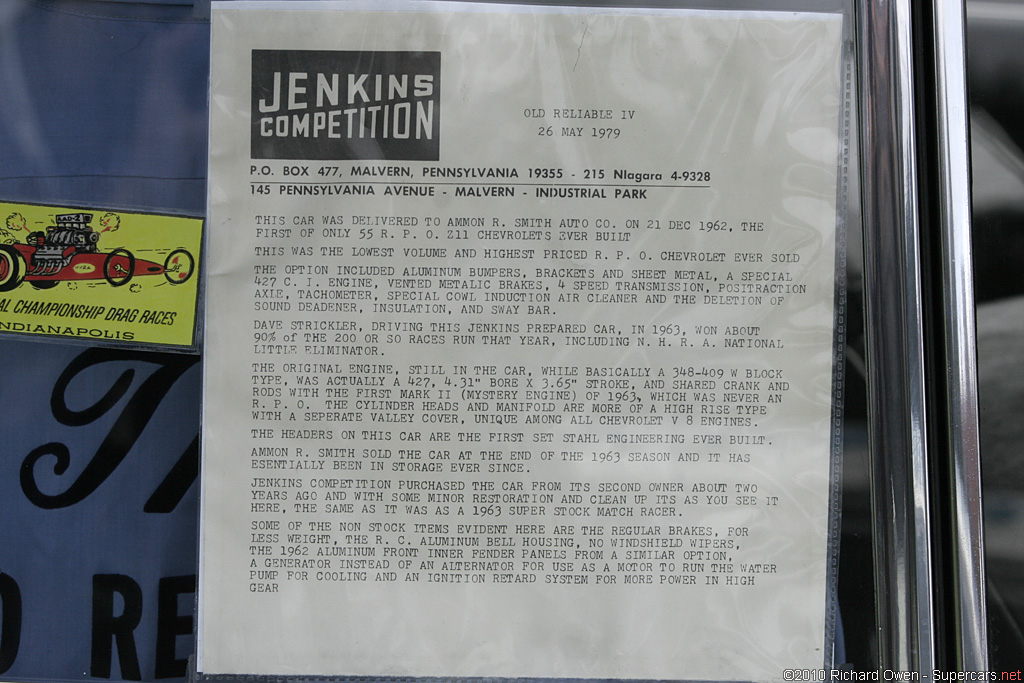 JENKINS
COMPETITION
OLD RELIABLE IV
26 MAY 1979
P.O. BOX 477, MALVERN, PENNSYLVANIA 19355 - 215 NIagara 4-9328
145 PENNSYLVANIA AVENUE - MALVERN - INDUSTRIAL PARK
THIS CAR WAS DELIVERED TO AMMON R. SMITH AUTO CO. ON 21 DEC 1962, THE
FIRST OF ONLY 55 R. P. O. Z11 CHEVROLETS EVER BUILT
THIS WAS THE LOWEST VOLUME AND HIGHEST PRICED R. P. O. CHEVROLET EVER SOLD
THE OPTION INCLUDED ALUMINUM BUMPERS, BRACKETS AND SHEET METAL, A SPECIAL
427 C. I. ENGINE, VENTED METALIC BRAKES, 4 SPEED TRANSMISSION, POSITRACTION
AXLE, TACHOMETER, SPECIAL COWL INDUCTION AIR CLEANER AND THE DELETION OF
SOUND DEADENER, INSULATION, AND SWAY BAR.
DAVE STRICKLER, DRIVING THIS JENKINS PREPARED CAR, IN 1963, WON ABOUT
90% of THE 200 OR SO RACES RUN THAT YEAR, INCLUDING N. H. R. A. NATIONAL
LITTLE ELIMINATOR.
THE ORIGINAL ENGINE, STILL IN THE CAR, WHILE BASICALLY A 348-409 W BLOCK
TYPE, WAS ACTUALLY A 427, 4.31" BORE X 3.65" STROKE, AND SHARED CRANK AND
RODS WITH THE FIRST MARK II (MYSTERY ENGINE) OF 1963, WHICH WAS NEVER AN
R. P. O. THE CYLINDER HEADS AND MANIFOLD ARE MORE OF A HIGH RISE TYPE
WITH A SEPERATE VALLEY COVER, UNIQUE AMONG ALL CHEVROLET V 8 ENGINES.
THE HEADERS ON THIS CAR ARE THE FIRST SET STAHL ENGINEERING EVER BUILT.
AMMON R. SMITH SOLD THE CAR AT THE END OF THE 1963 SEASON AND IT HAS
ESENTIALLY BEEN IN STORAGE EVER SINCE.
JENKINS COMPETITION PURCHASED THE CAR FROM ITS SECOND OWNER ABOUT TWO
YEARS AGO AND WITH SOME MINOR RESTORATION AND CLEAN UP ITS AS YOU SEE IT
HERE, THE SAME AS IT WAS AS A 1963 SUPER STOCK MATCH RACER.
SOME OF THE NON STOCK ITEMS EVIDENT HERE ARE THE REGULAR BRAKES, FOR
LESS WEIGHT, THE R. C. ALUMINUM BELL HOUSING, NO WINDSHIELD WIPERS,
THE 1962 ALUMINUM FRONT INNER FENDER PANELS FROM A SIMILAR OPTION,
A GENERATOR INSTEAD OF AN ALTERNATOR FOR USE AS A MOTOR TO RUN THE WATER
PUMP FOR COOLING AND AN IGNITION RETARD SYSTEM FOR MORE POWER IN HIGH
GEAR
AL CHAMPIONSHIP DRAG RACES
INDIANAPOLIS
RE
©2010 Richard Owen - Supercars.net